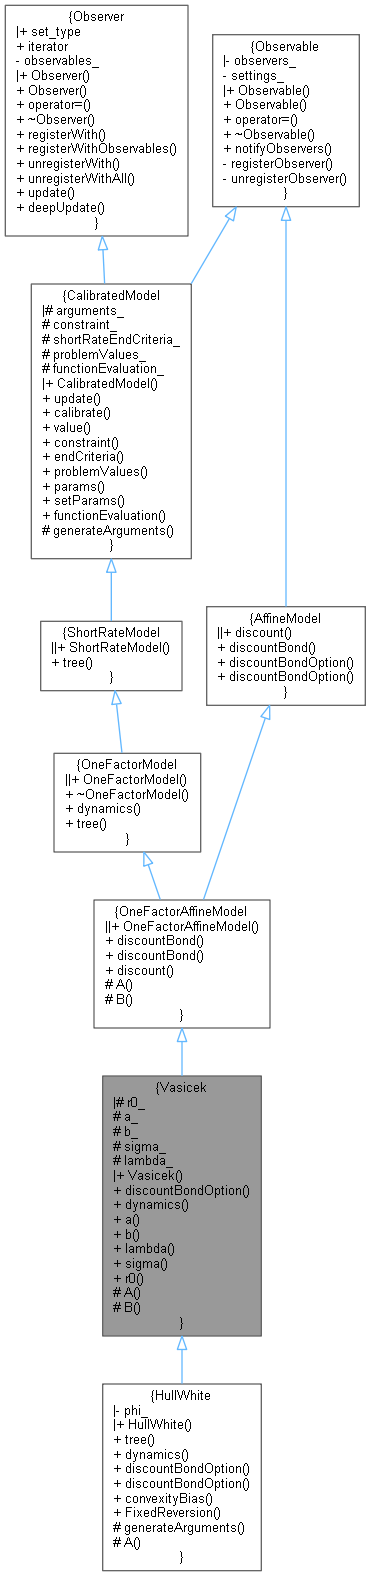 {Observer
|+ set_type
+ iterator
- observables_
|+ Observer()
+ Observer()
+ operator=()
+ ~Observer()
+ registerWith()
+ registerWithObservables()
+ unregisterWith()
+ unregisterWithAll()
+ update()
+ deepUpdate()
}
{Observable
|- observers_
- settings_
|+ Observable()
+ Observable()
+ operator=()
+ ~Observable()
+ notifyObservers()
- registerObserver()
- unregisterObserver()
}
{CalibratedModel
|# arguments_
# constraint_
# shortRateEndCriteria_
# problemValues_
# functionEvaluation_
|+ CalibratedModel()
+ update()
+ calibrate()
+ value()
+ constraint()
+ endCriteria()
+ problemValues()
+ params()
+ setParams()
+ functionEvaluation()
# generateArguments()
}
{ShortRateModel
||+ ShortRateModel()
+ tree()
}
{AffineModel
||+ discount()
+ discountBond()
+ discountBondOption()
+ discountBondOption()
}
{OneFactorModel
||+ OneFactorModel()
+ ~OneFactorModel()
+ dynamics()
+ tree()
}
{OneFactorAffineModel
||+ OneFactorAffineModel()
+ discountBond()
+ discountBond()
+ discount()
# A()
# B()
}
{Vasicek
|# r0_
# a_
# b_
# sigma_
# lambda_
|+ Vasicek()
+ discountBondOption()
+ dynamics()
+ a()
+ b()
+ lambda()
+ sigma()
+ r0()
# A()
# B()
}
{HullWhite
|- phi_
|+ HullWhite()
+ tree()
+ dynamics()
+ discountBondOption()
+ discountBondOption()
+ convexityBias()
+ FixedReversion()
# generateArguments()
# A()
}